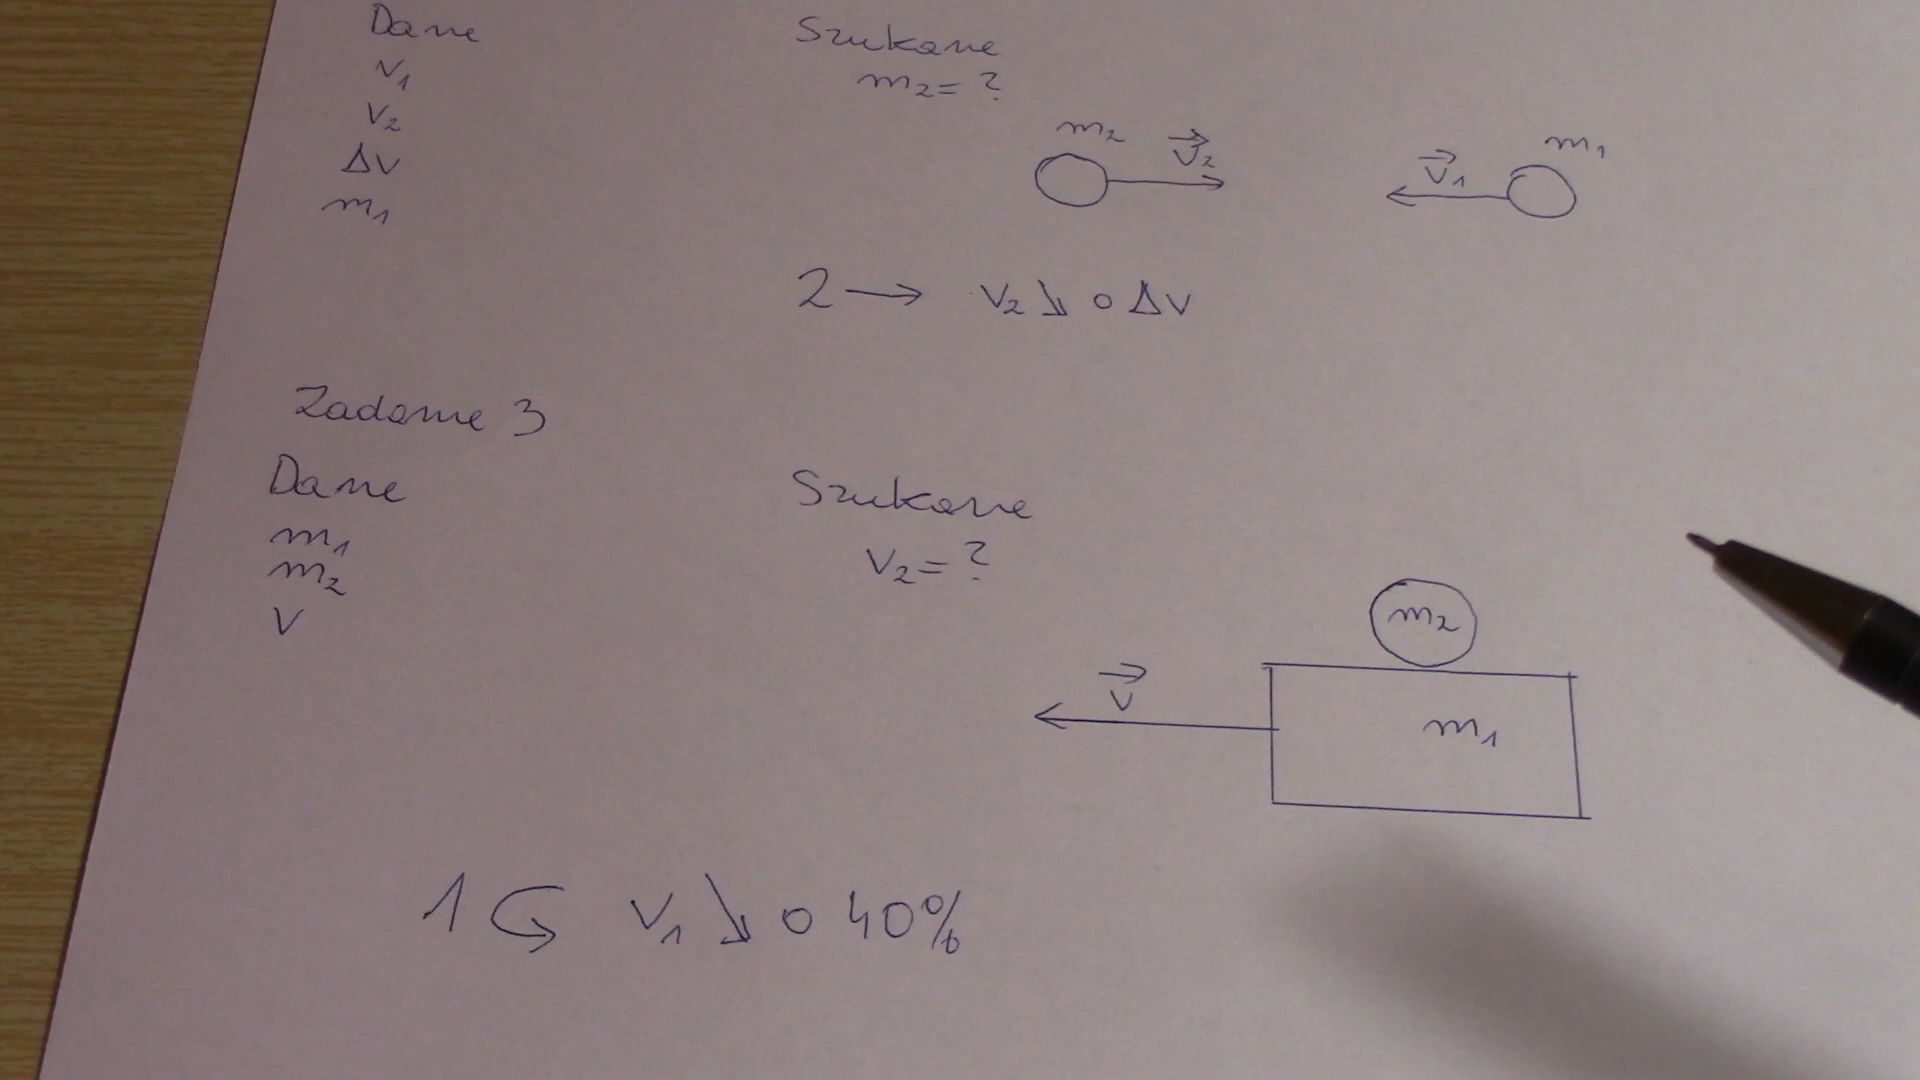 Dane
Szukane
v₁
m₂ = ?
v₂
Δv
m₁
m₂
v₂
v₁
m₁
2 → v₂ ↘ o Δv
Zadanie 3
Dane
Szukane
m₁
m₂
v₂ = ?
v
m₂
v
m₁
1 v₁ ↘ o 40%